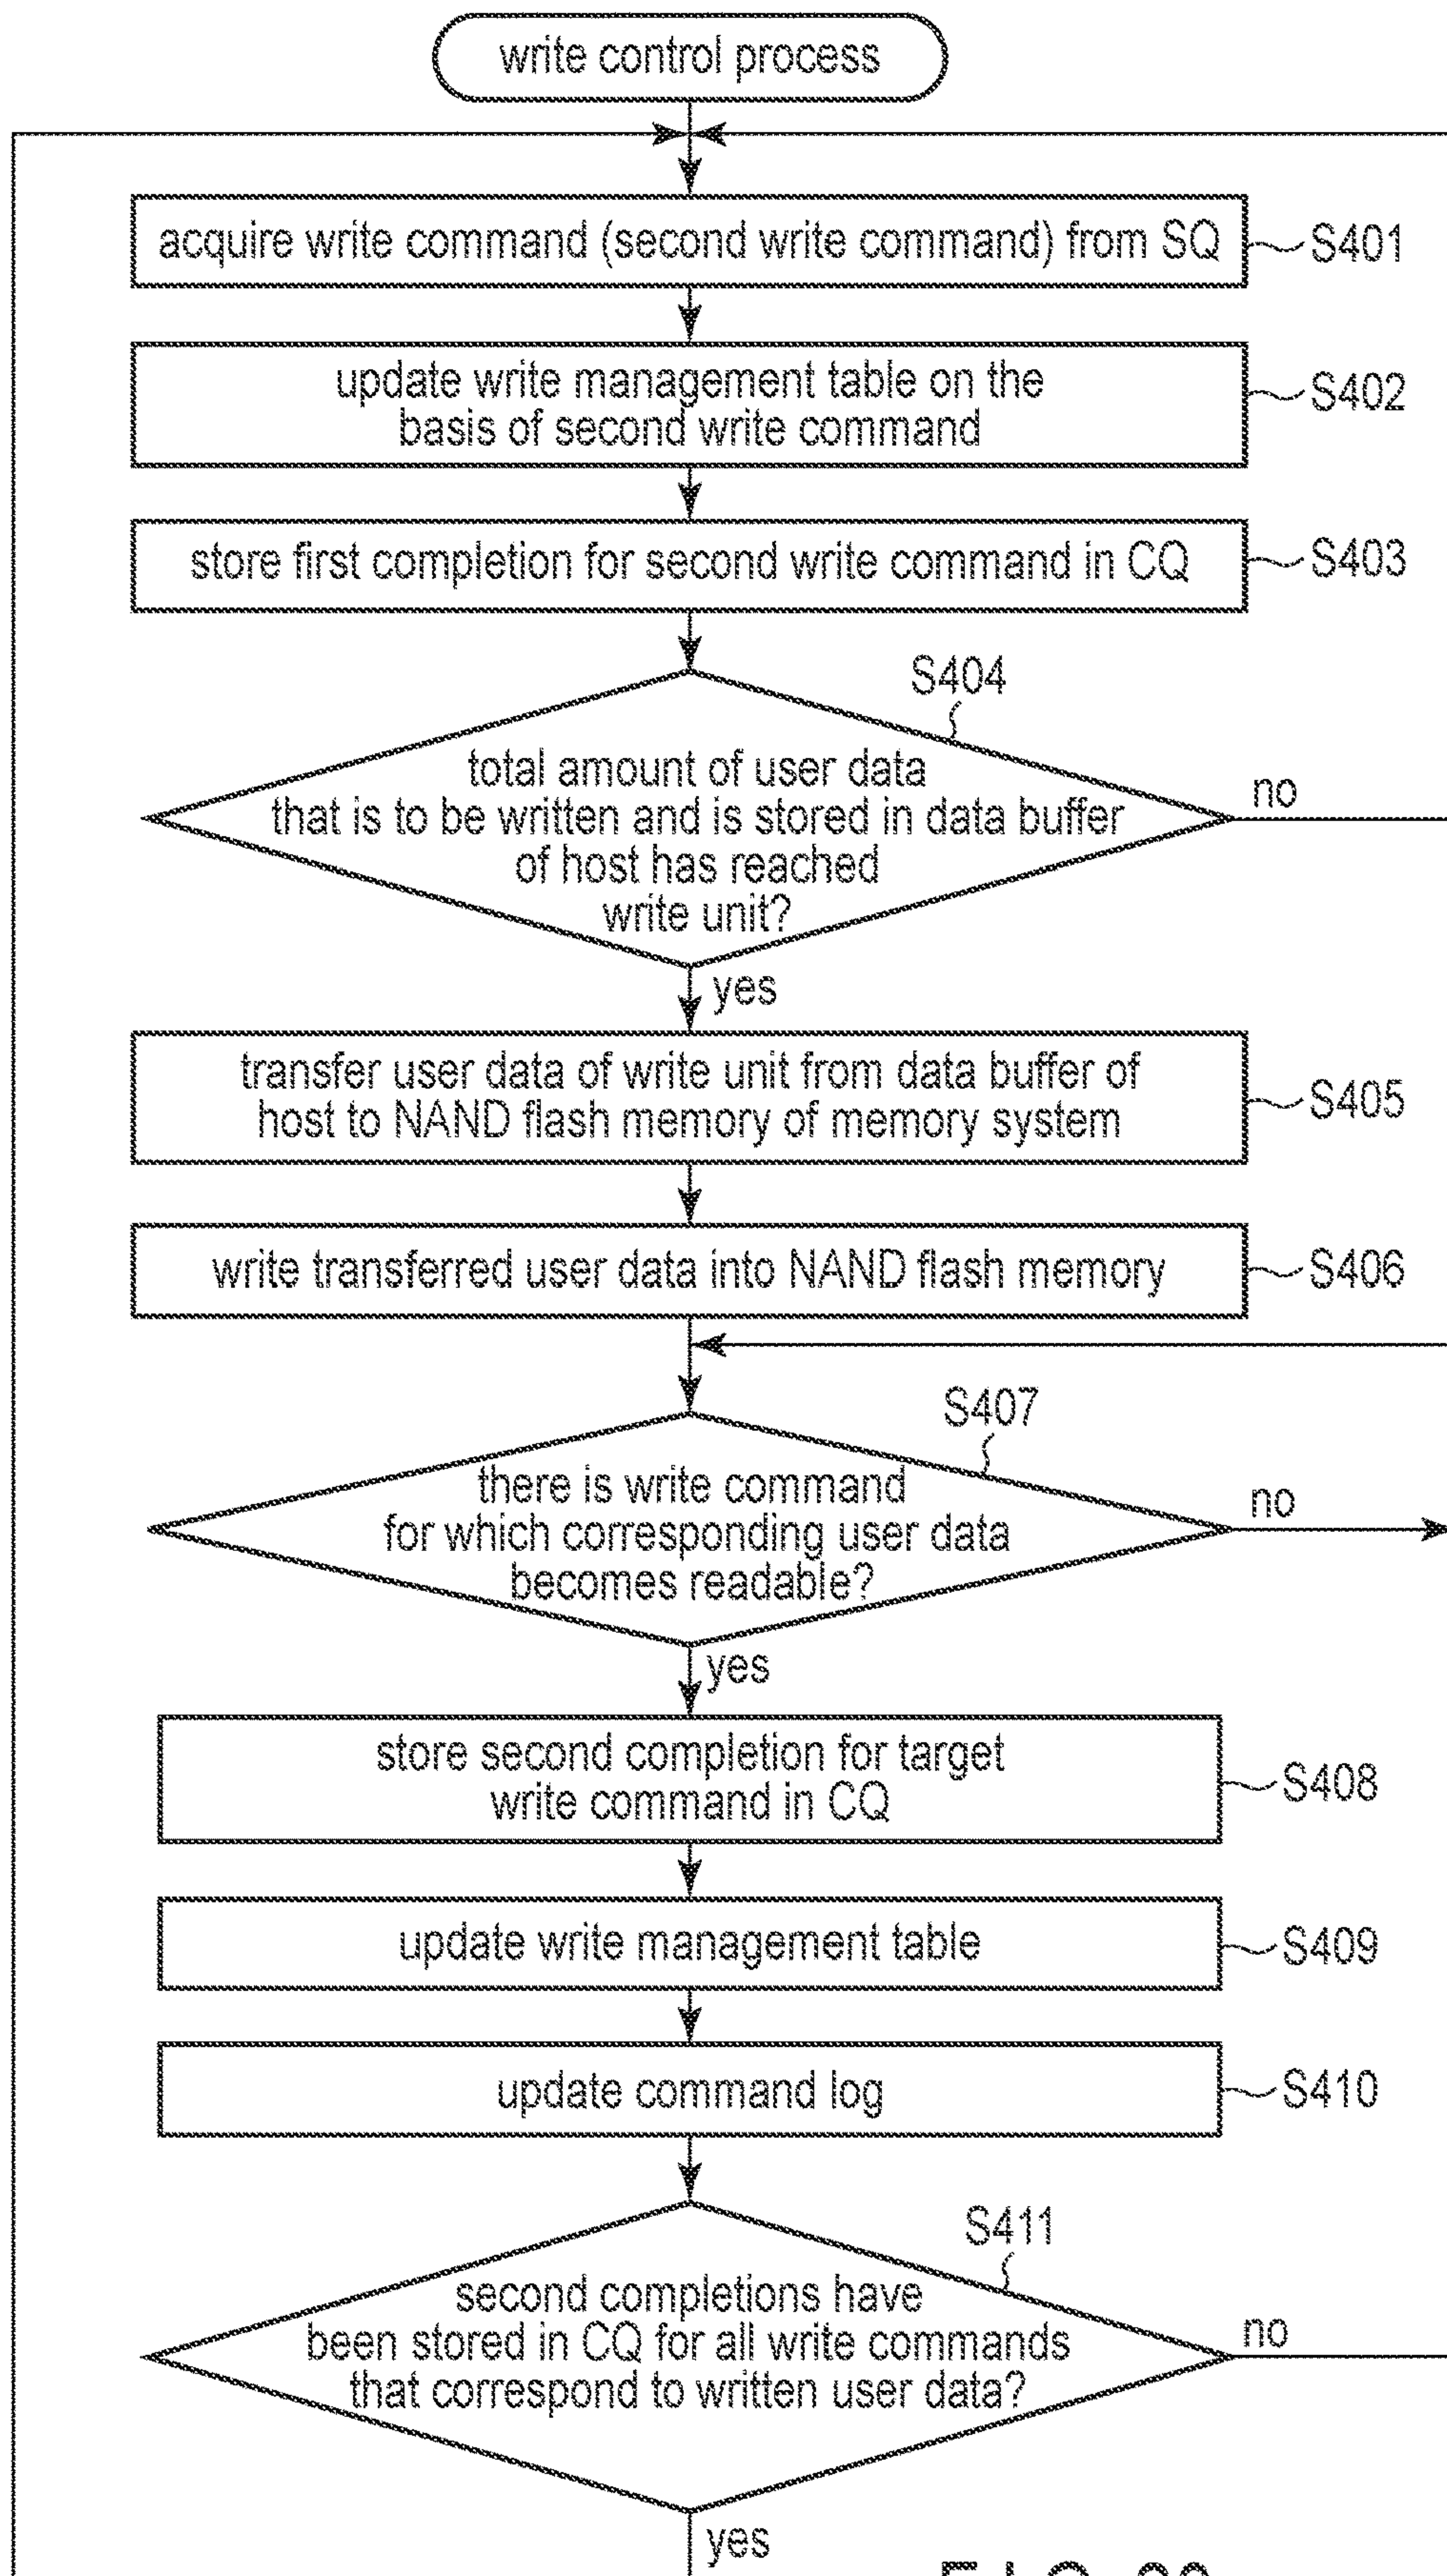 write control process
acquire write command (second write command) from SQ
S401
update write management table on the
basis of second write command
S402
store first completion for second write command in CQ
S403
S404
total amount of user data
that is to be written and is stored in data buffer
of host has reached
write unit?
no
yes
transfer user data of write unit from data buffer of
host to NAND flash memory of memory system
S405
write transferred user data into NAND flash memory
S406
S407
there is write command
for which corresponding user data
becomes readable?
no
yes
store second completion for target
write command in CQ
S408
update write management table
S409
update command log
S410
S411
second completions have
been stored in CQ for all write commands
that correspond to written user data?
no
yes